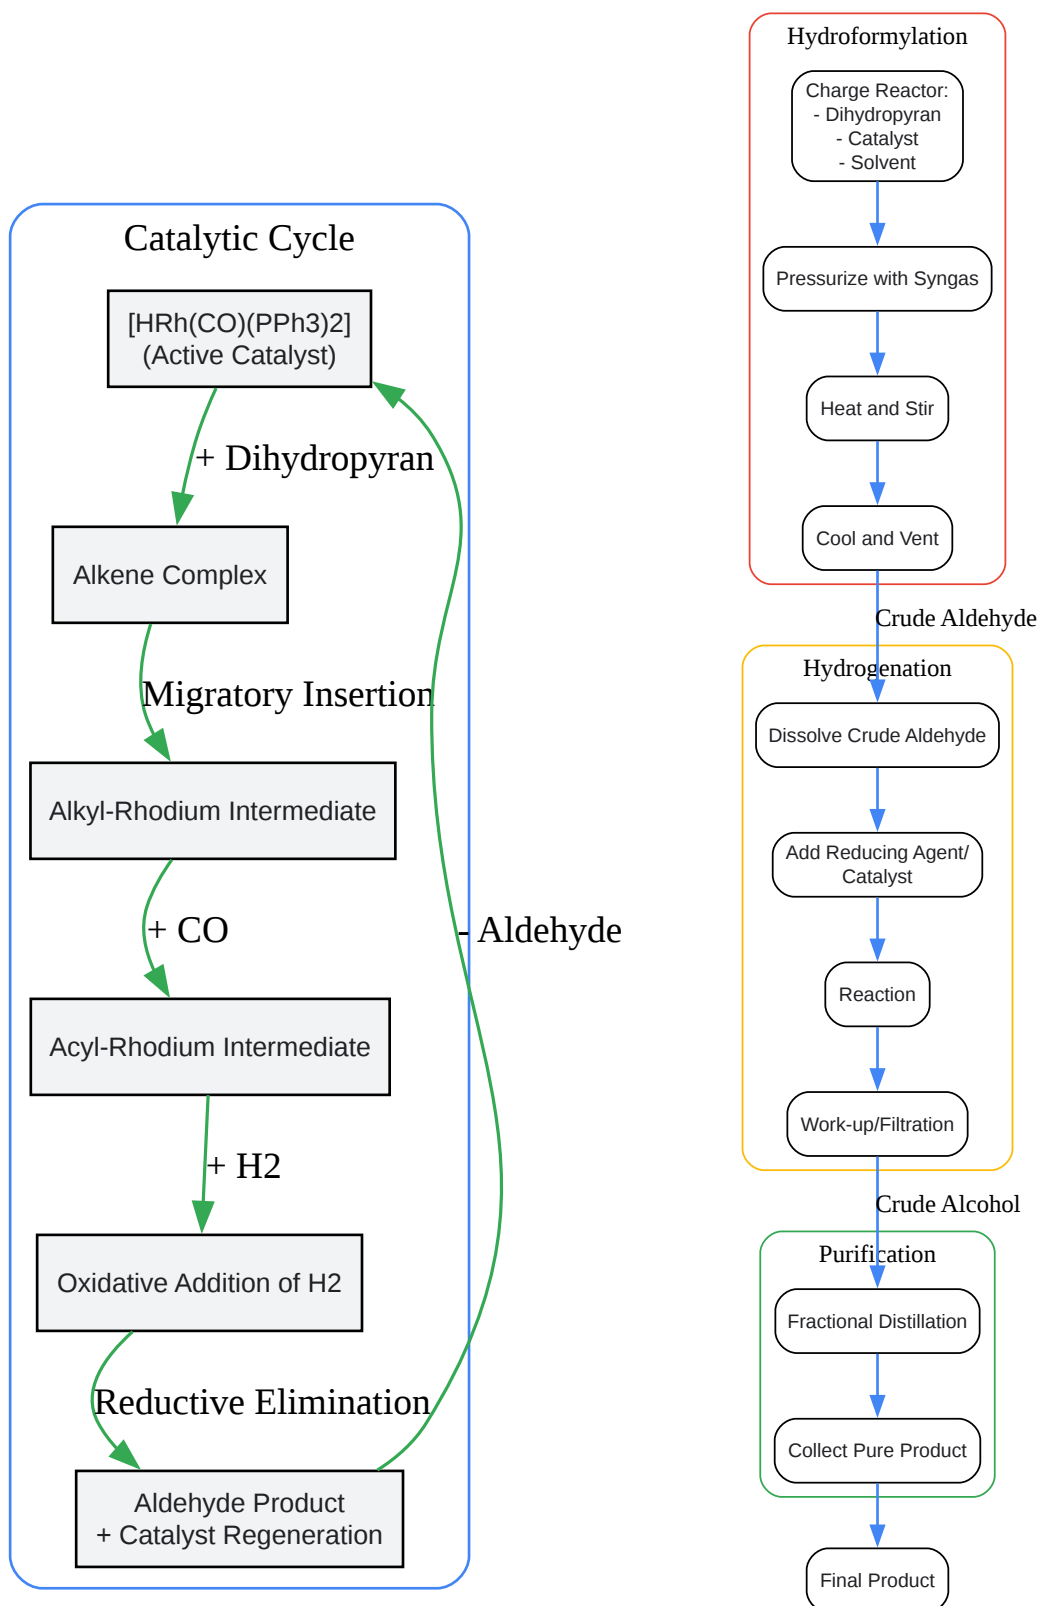 Catalytic Cycle
[HRh(CO)(PPh3)2]
(Active Catalyst)
+ Dihydropyran
Alkene Complex
Migratory Insertion
Alkyl-Rhodium Intermediate
+ CO
- Aldehyde
Acyl-Rhodium Intermediate
+ H2
Oxidative Addition of H2
Reductive Elimination
Aldehyde Product
+ Catalyst Regeneration
Hydroformylation
Charge Reactor:
- Dihydropyran
- Catalyst
- Solvent
Pressurize with Syngas
Heat and Stir
Cool and Vent
Crude Aldehyde
Hydrogenation
Dissolve Crude Aldehyde
Add Reducing Agent/
Catalyst
Reaction
Work-up/Filtration
Crude Alcohol
Purification
Fractional Distillation
Collect Pure Product
Final Product